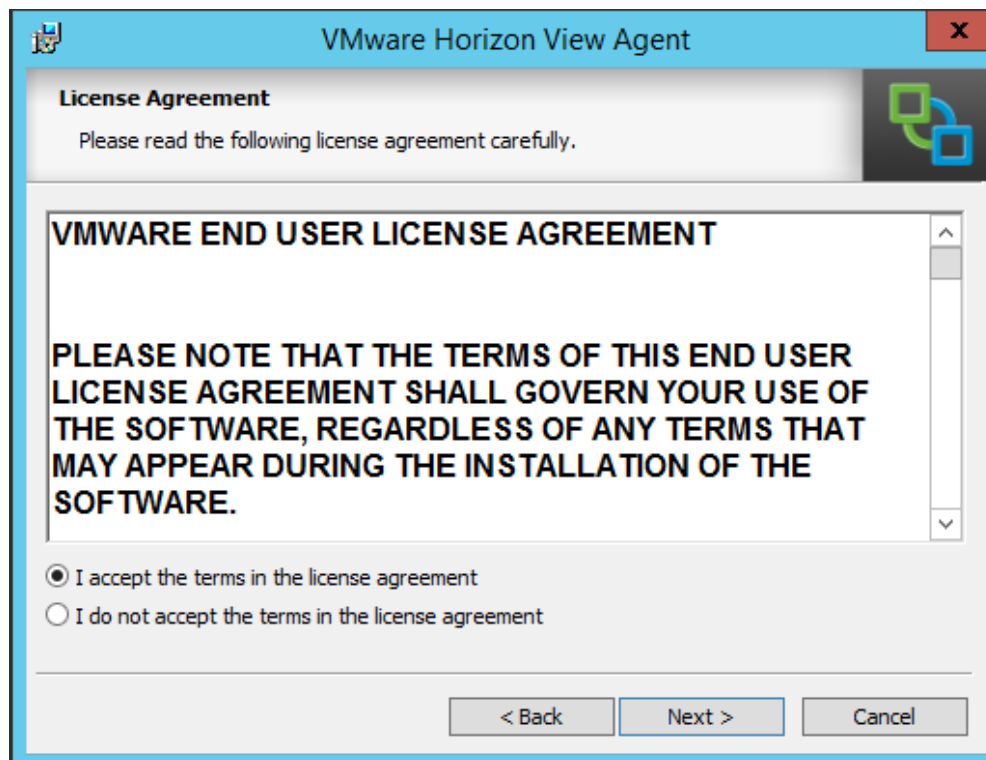 VMware Horizon View Agent
x
License Agreement
Please read the following license agreement carefully.
VMWARE END USER LICENSE AGREEMENT
PLEASE NOTE THAT THE TERMS OF THIS END USER
LICENSE AGREEMENT SHALL GOVERN YOUR USE OF
THE SOFTWARE, REGARDLESS OF ANY TERMS THAT
MAY APPEAR DURING THE INSTALLATION OF THE
SOFTWARE.
I accept the terms in the license agreement
I do not accept the terms in the license agreement
< Back Next > Cancel